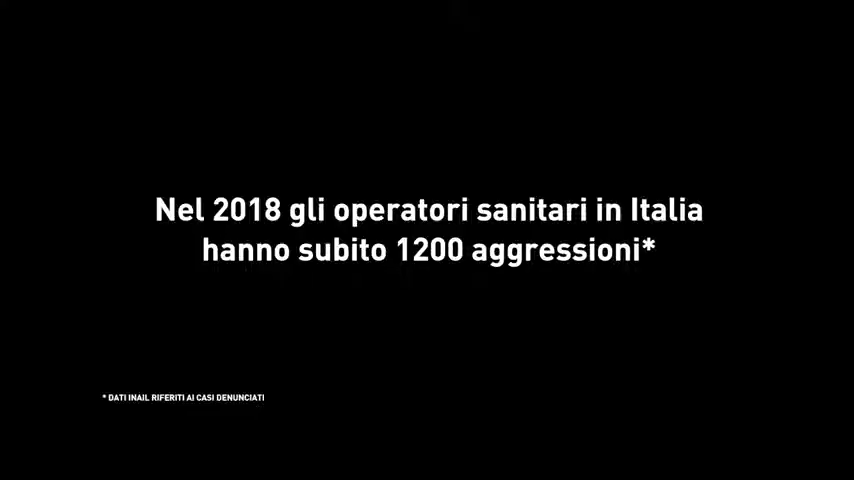 Nel 2018 gli operatori sanitari in Italia
hanno subito 1200 aggressioni*
* DATI INAIL RIFERITI AI CASI DENUNCIATI